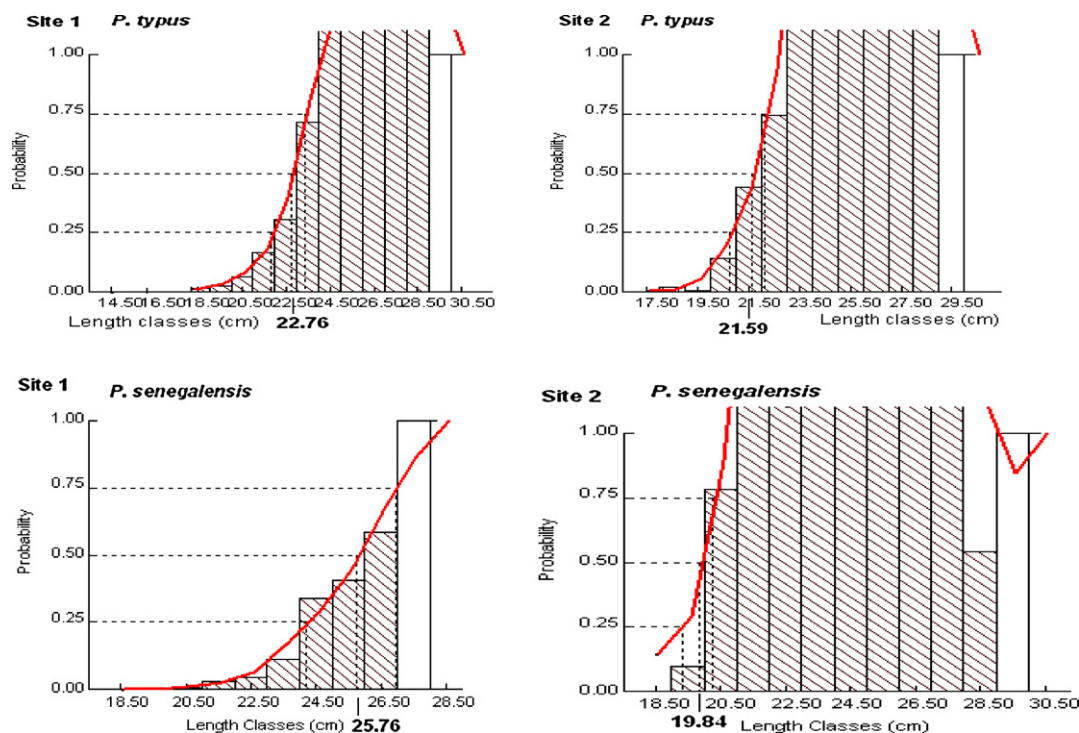 Site 1 P. typus
1.00
0.75
0.50
0.25
0.00
Probability
14.50 16.50 18.50 20.50 22.50 24.50 26.50 28.50 30.50
Length classes (cm) 22.76
Site 2 P. typus
1.00
0.75
0.50
0.25
0.00
Probability
17.50 19.50 21.50 23.50 25.50 27.50 29.50
21.59 Length classes (cm)
Site 1 P. senegalensis
1.00
0.75
0.50
0.25
0.00
Probability
18.50 20.50 22.50 24.50 26.50 28.50
Length Classes (cm) 25.76
Site 2 P. senegalensis
1.00
0.75
0.50
0.25
0.00
Probability
18.50 20.50 22.50 24.50 26.50 28.50 30.50
19.84 Length Classes (cm)